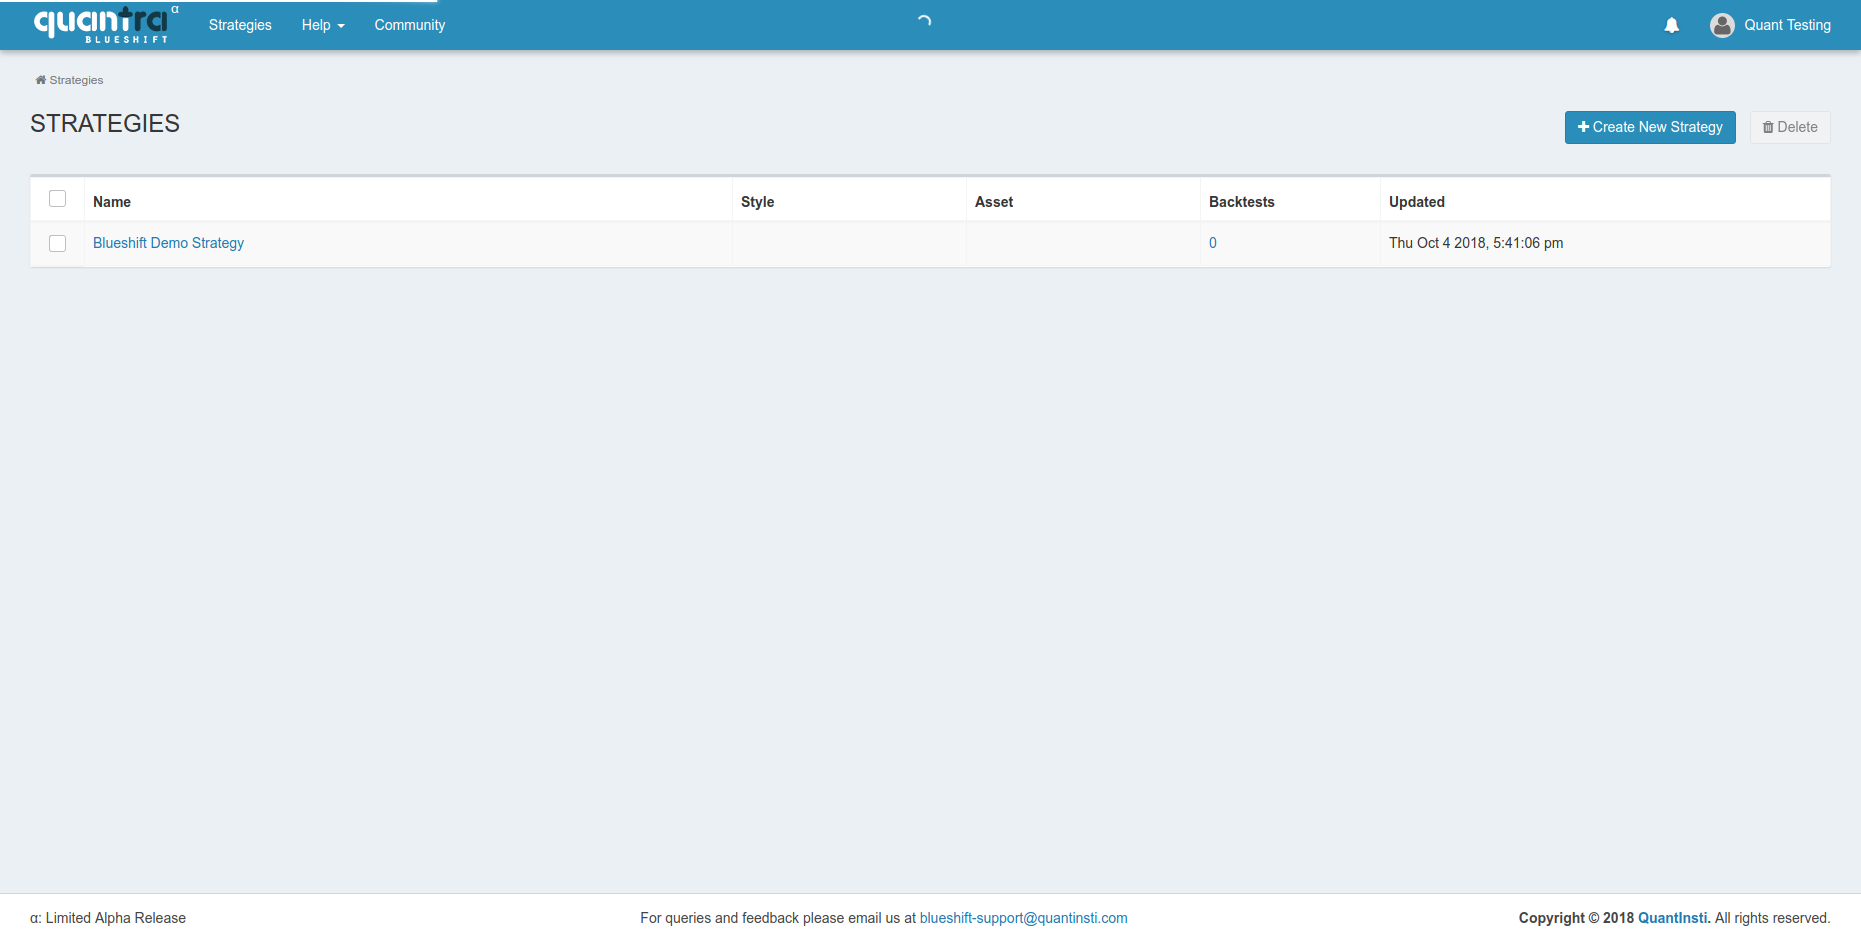 quantra α
BLUESHIFT
Strategies Help Community Quant Testing
Strategies
STRATEGIES
Create New Strategy Delete
Name Style Asset Backtests Updated
Blueshift Demo Strategy 0 Thu Oct 4 2018, 5:41:06 pm
α: Limited Alpha Release For queries and feedback please email us at blueshift-support@quantinsti.com Copyright © 2018 QuantInsti. All rights reserved.